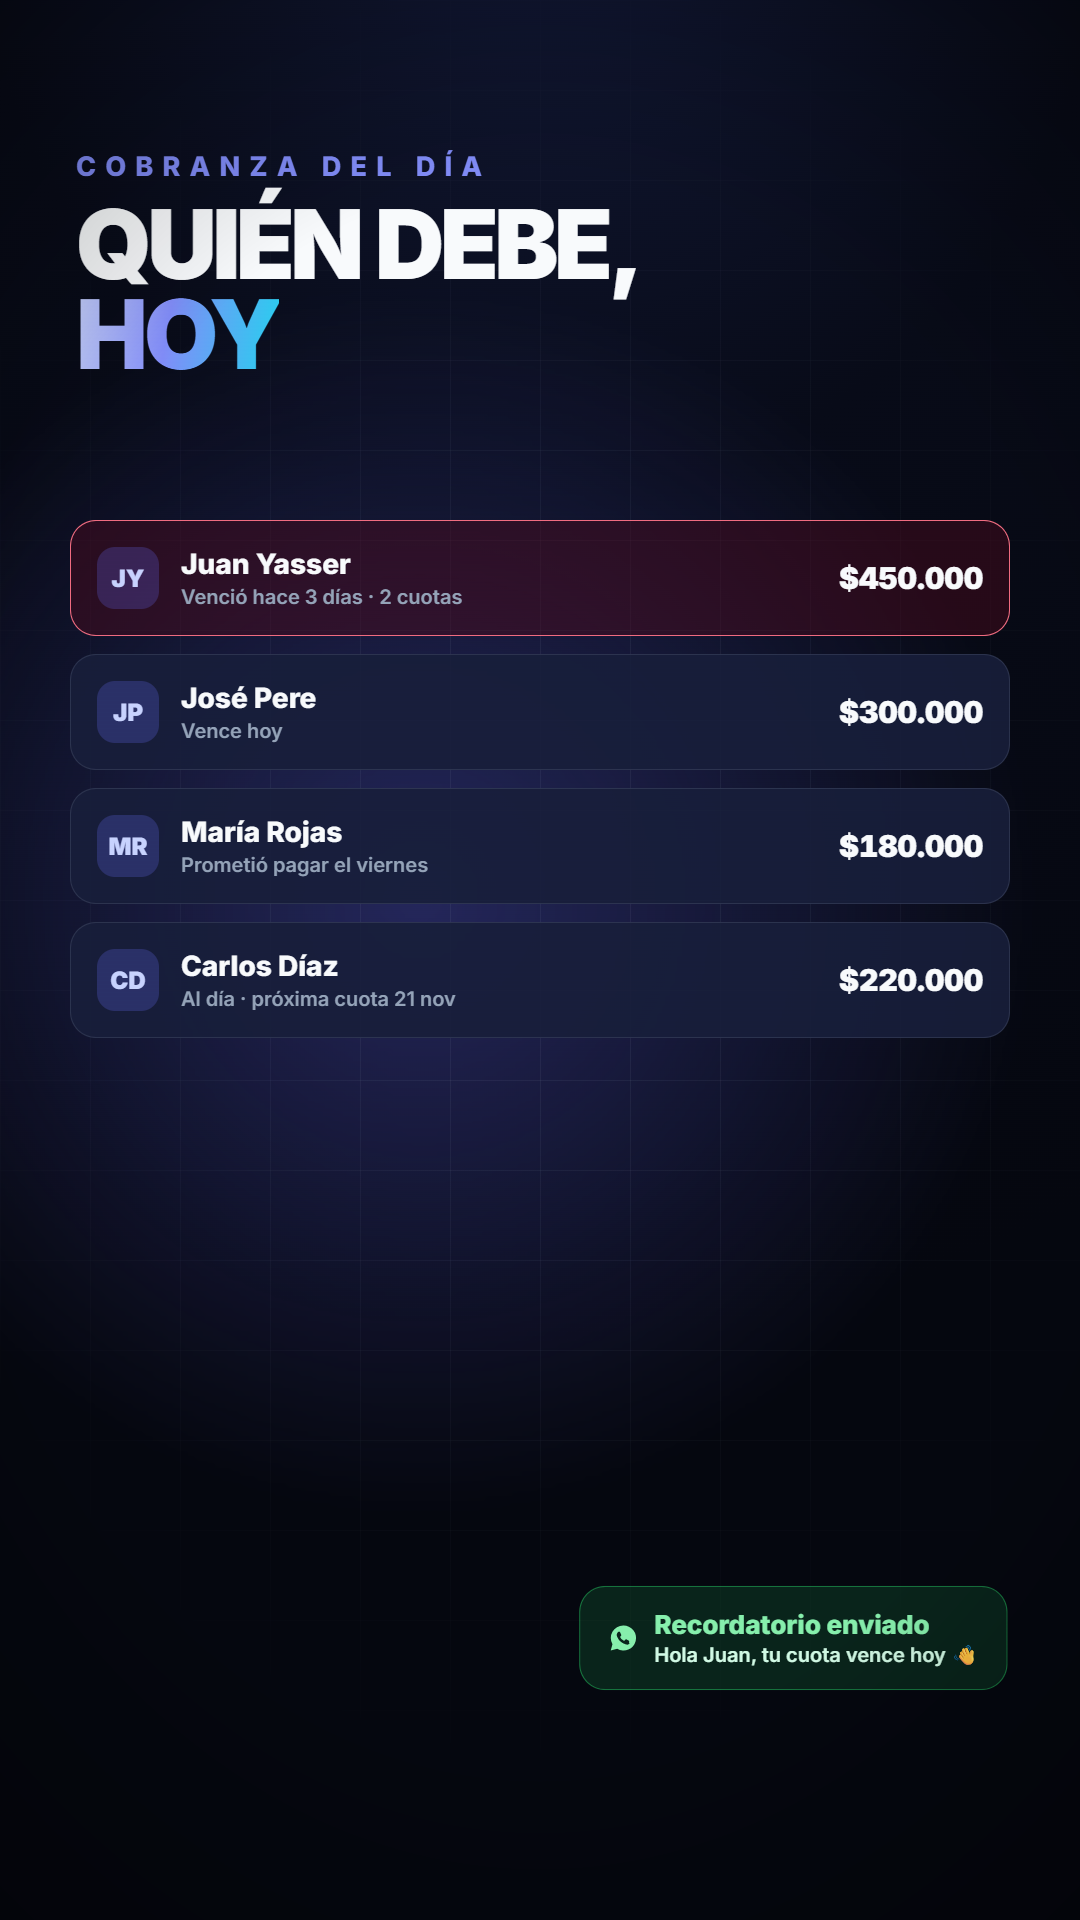 COBRANZA DEL DÍA
QUIÉN DEBE,
HOY
JY
Juan Yasser
Venció hace 3 días · 2 cuotas
$450.000
JP
José Pere
Vence hoy
$300.000
MR
María Rojas
Prometió pagar el viernes
$180.000
CD
Carlos Díaz
Al día · próxima cuota 21 nov
$220.000
Recordatorio enviado
Hola Juan, tu cuota vence hoy 👋